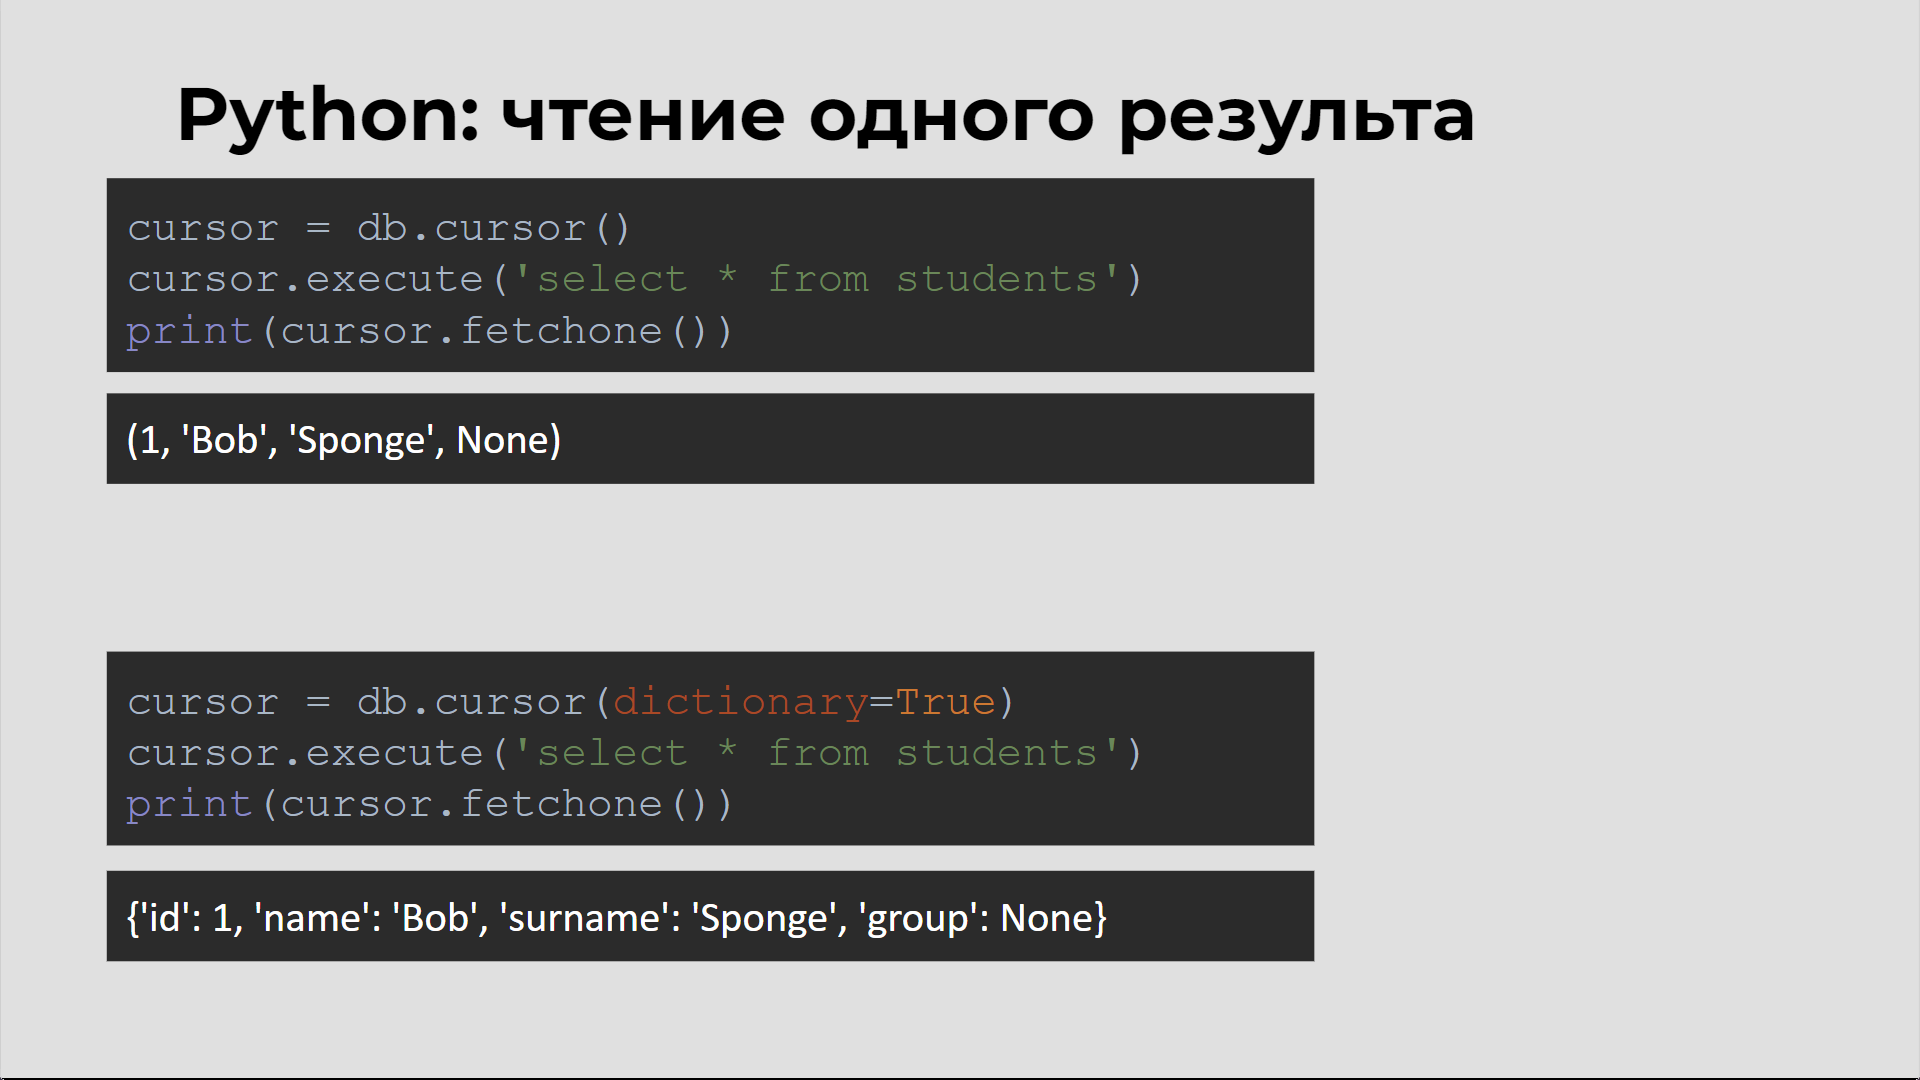 Python: чтение одного результа
cursor = db.cursor()
cursor.execute('select * from students')
print(cursor.fetchone())
(1, 'Bob', 'Sponge', None)
cursor = db.cursor(dictionary=True)
cursor.execute('select * from students')
print(cursor.fetchone())
{'id': 1, 'name': 'Bob', 'surname': 'Sponge', 'group': None}